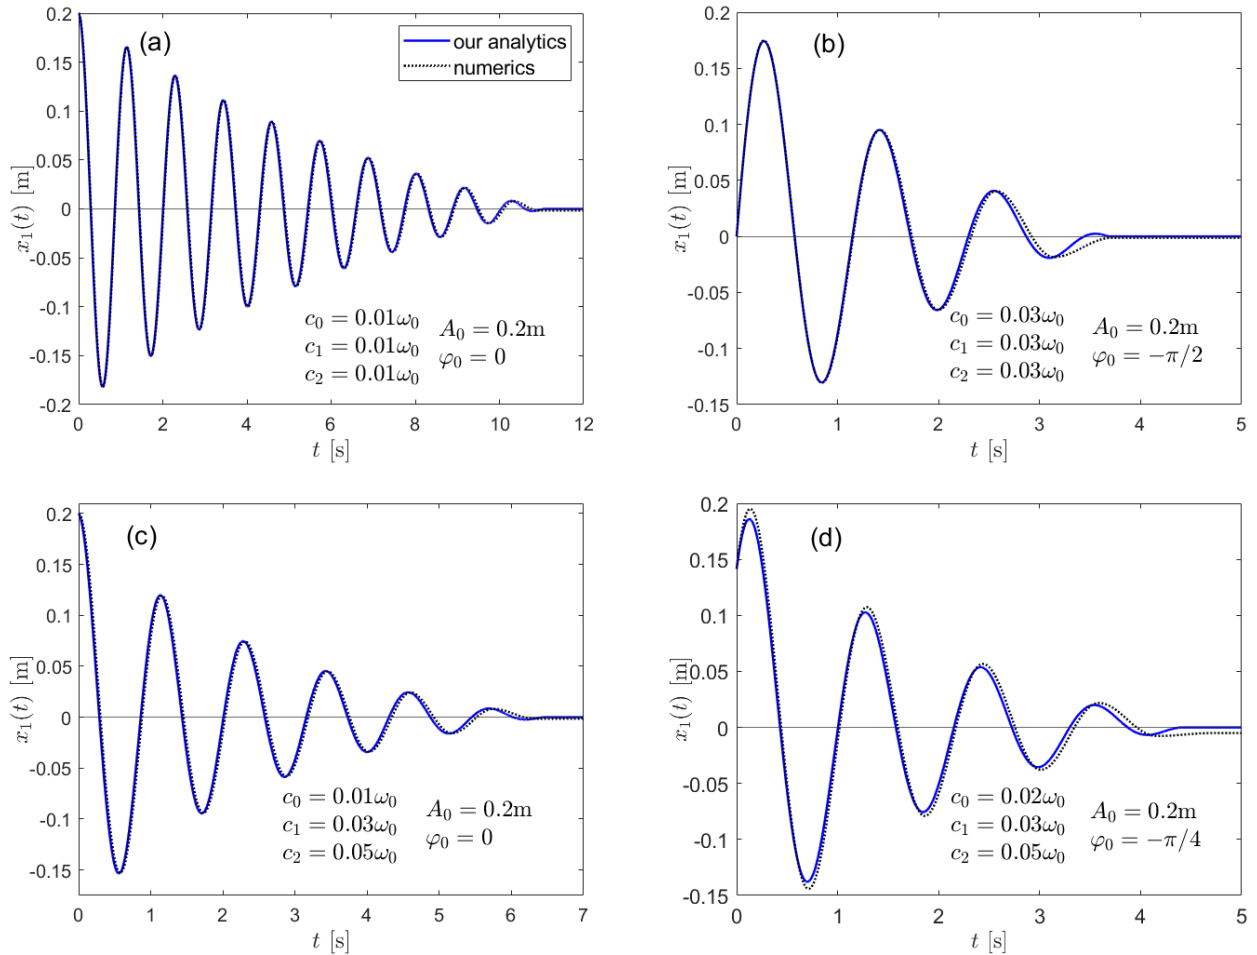 (a)
our analytics
numerics
0.2
0.15
0.1
0.05
0
-0.05
-0.1
-0.15
-0.2
x₁(t) [m]
c₀ = 0.01ω₀
c₁ = 0.01ω₀
c₂ = 0.01ω₀
A₀ = 0.2m
φ₀ = 0
0 2 4 6 8 10 12
t [s]
(b)
0.2
0.15
0.1
0.05
0
-0.05
-0.1
-0.15
x₁(t) [m]
c₀ = 0.03ω₀
c₁ = 0.03ω₀
c₂ = 0.03ω₀
A₀ = 0.2m
φ₀ = −π/2
0 1 2 3 4 5
t [s]
(c)
0.2
0.15
0.1
0.05
0
-0.05
-0.1
-0.15
x₁(t) [m]
c₀ = 0.01ω₀
c₁ = 0.03ω₀
c₂ = 0.05ω₀
A₀ = 0.2m
φ₀ = 0
0 1 2 3 4 5 6 7
t [s]
(d)
0.2
0.15
0.1
0.05
0
-0.05
-0.1
-0.15
x₁(t) [m]
c₀ = 0.02ω₀
c₁ = 0.03ω₀
c₂ = 0.05ω₀
A₀ = 0.2m
φ₀ = −π/4
0 1 2 3 4 5
t [s]